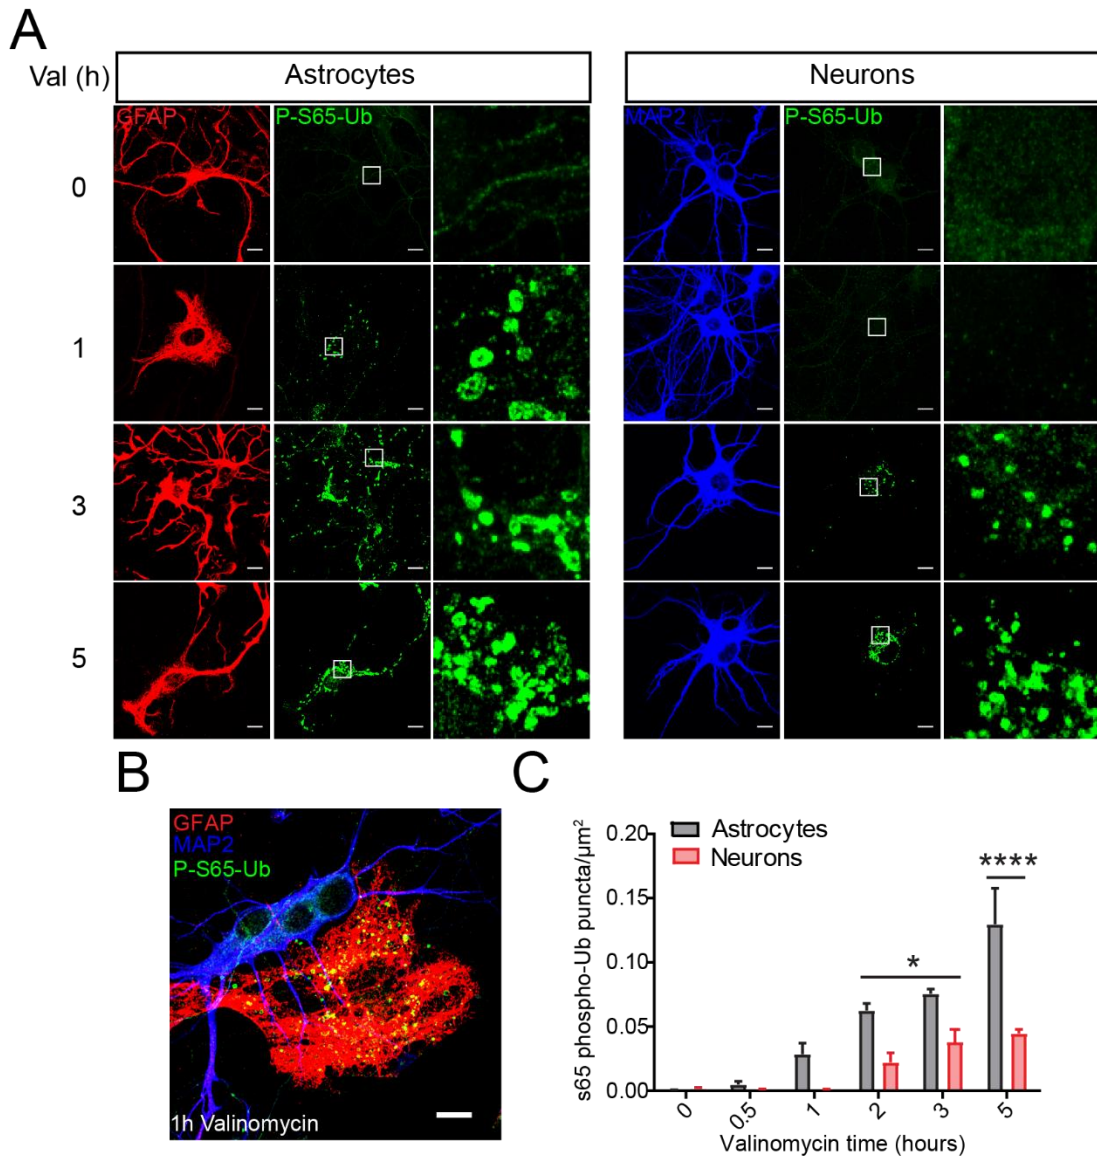 A
Val (h)
Astrocytes
Neurons
GFAP
P-S65-Ub
MAP2
P-S65-Ub
0
1
3
5
B
GFAP
MAP2
P-S65-Ub
1h Valinomycin
C
Astrocytes
Neurons
s65 phospho-Ub puncta/µm²
0.20
0.15
0.10
0.05
0.00
*
****
0 0.5 1 2 3 5
Valinomycin time (hours)